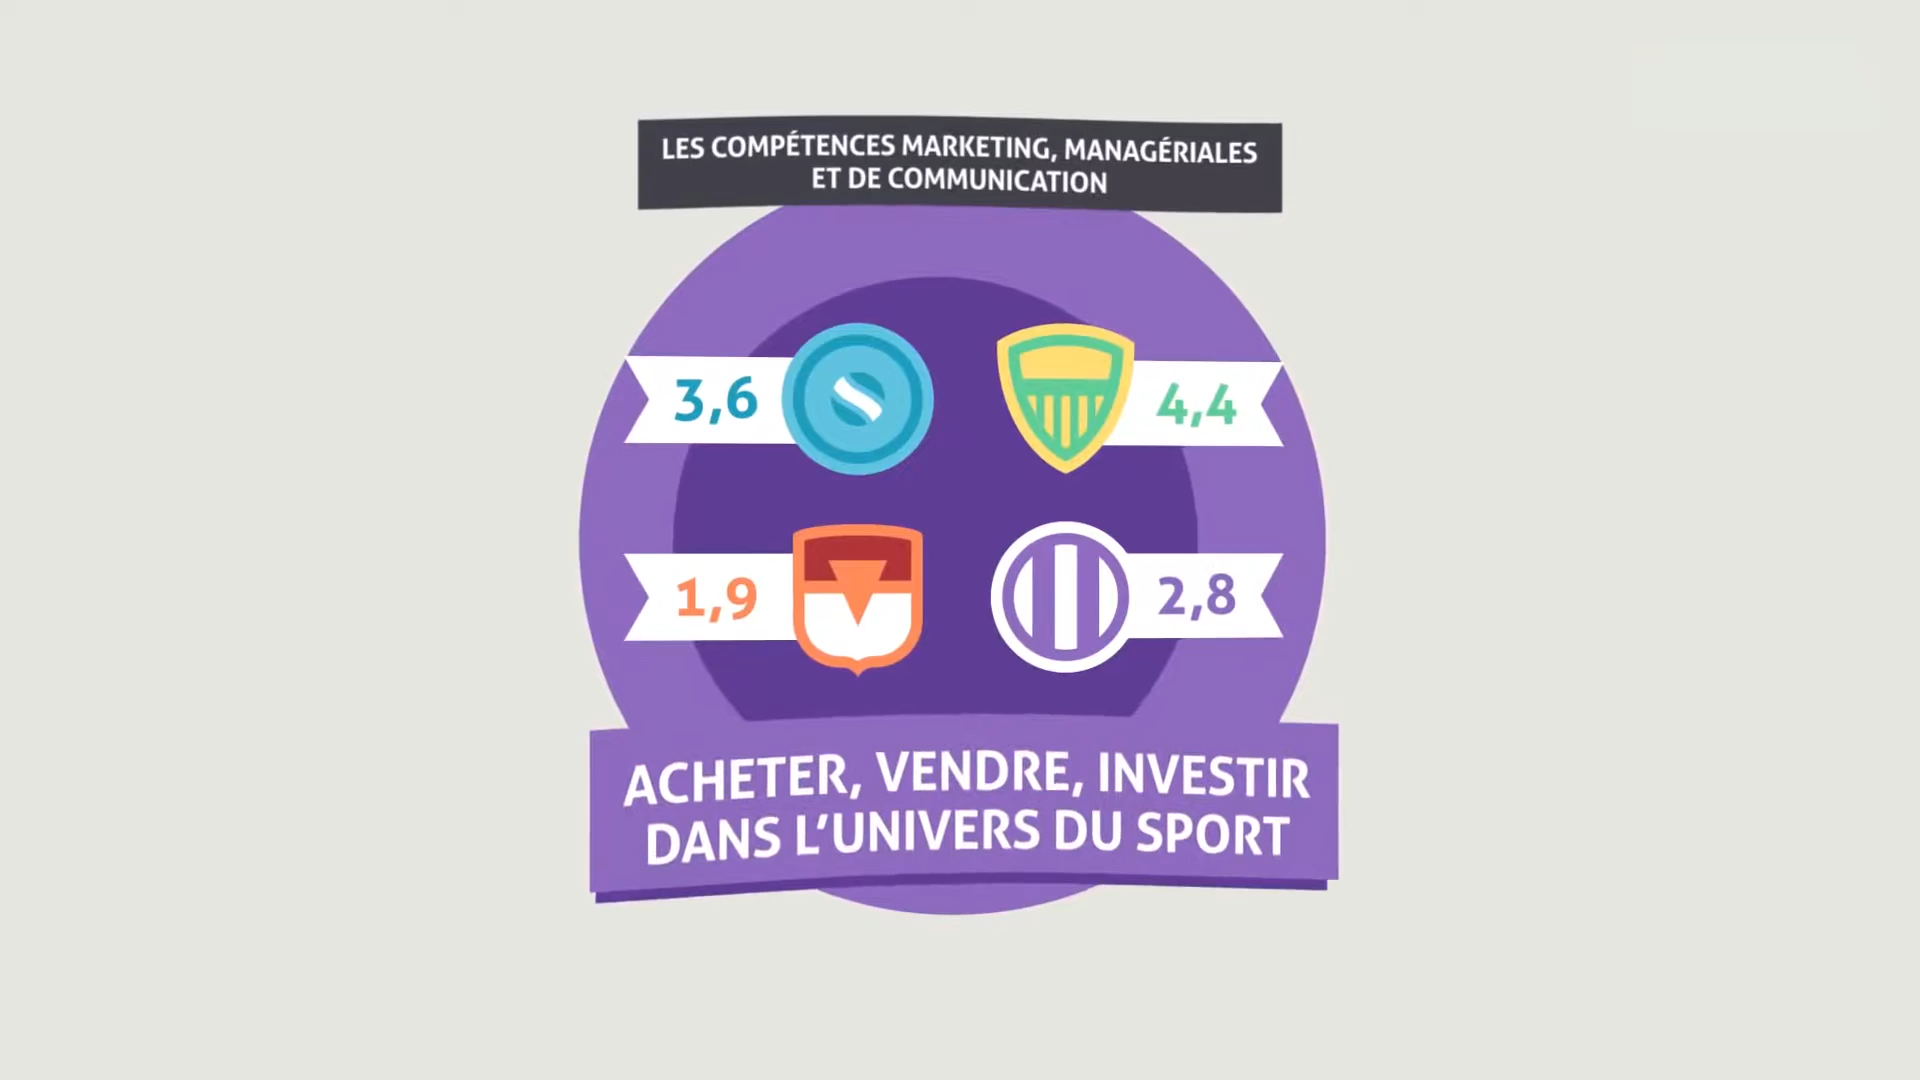 LES COMPÉTENCES MARKETING, MANAGÉRIALES
ET DE COMMUNICATION
3,6
4,4
1,9
2,8
ACHETER, VENDRE, INVESTIR
DANS L’UNIVERS DU SPORT